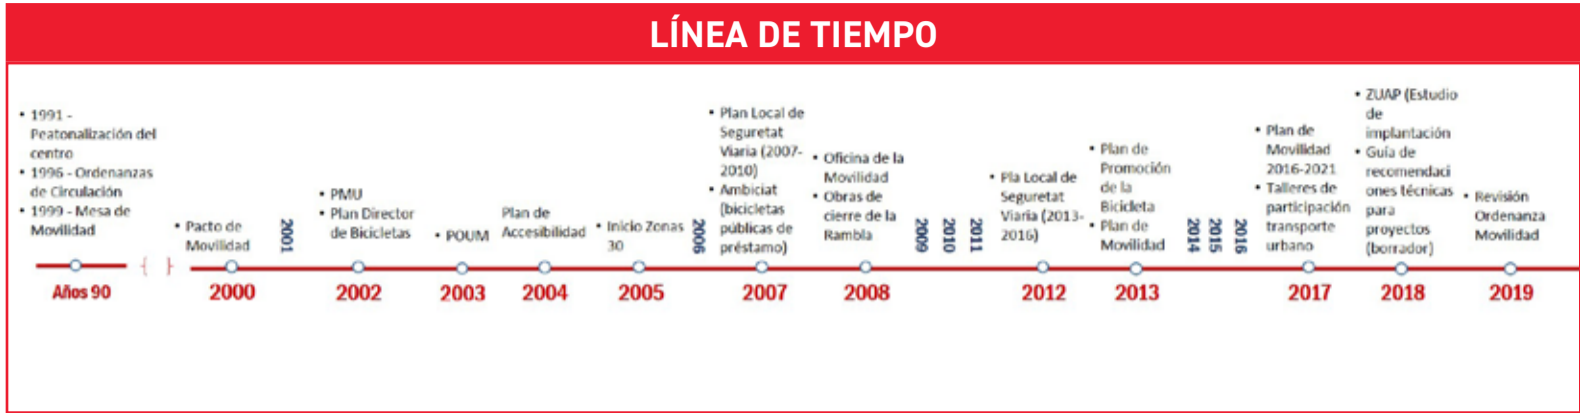 LÍNEA DE TIEMPO
• 1991 -
Peatonalización del
centro
• 1996 - Ordenanzas
de Circulación
• 1999 - Mesa de
Movilidad
Años 90
• Pacto de
Movilidad
2000
2001
• PMU
• Plan Director
de Bicicletas
2002
• POUM
2003
Plan de
Accesibilidad
2004
• Inicio Zonas
30
2005
2006
• Plan Local de
Seguretat
Viaria (2007-
2010)
• Ambiciat
(bicicletas
públicas de
préstamo)
2007
• Oficina de la
Movilidad
• Obras de
cierre de la
Rambla
2008
2009
2010
2011
• Pla Local de
Seguretat
Viaria (2013-
2016)
2012
• Plan de
Promoción
de la
Bicicleta
• Plan de
Movilidad
2013
2014
2015
2016
• Plan de
Movilidad
2016-2021
• Talleres de
participación
transporte
urbano
2017
• ZUAP (Estudio
de
implantación
• Guía de
recomendaci
ones técnicas
para
proyectos
(borrador)
2018
• Revisión
Ordenanza
Movilidad
2019